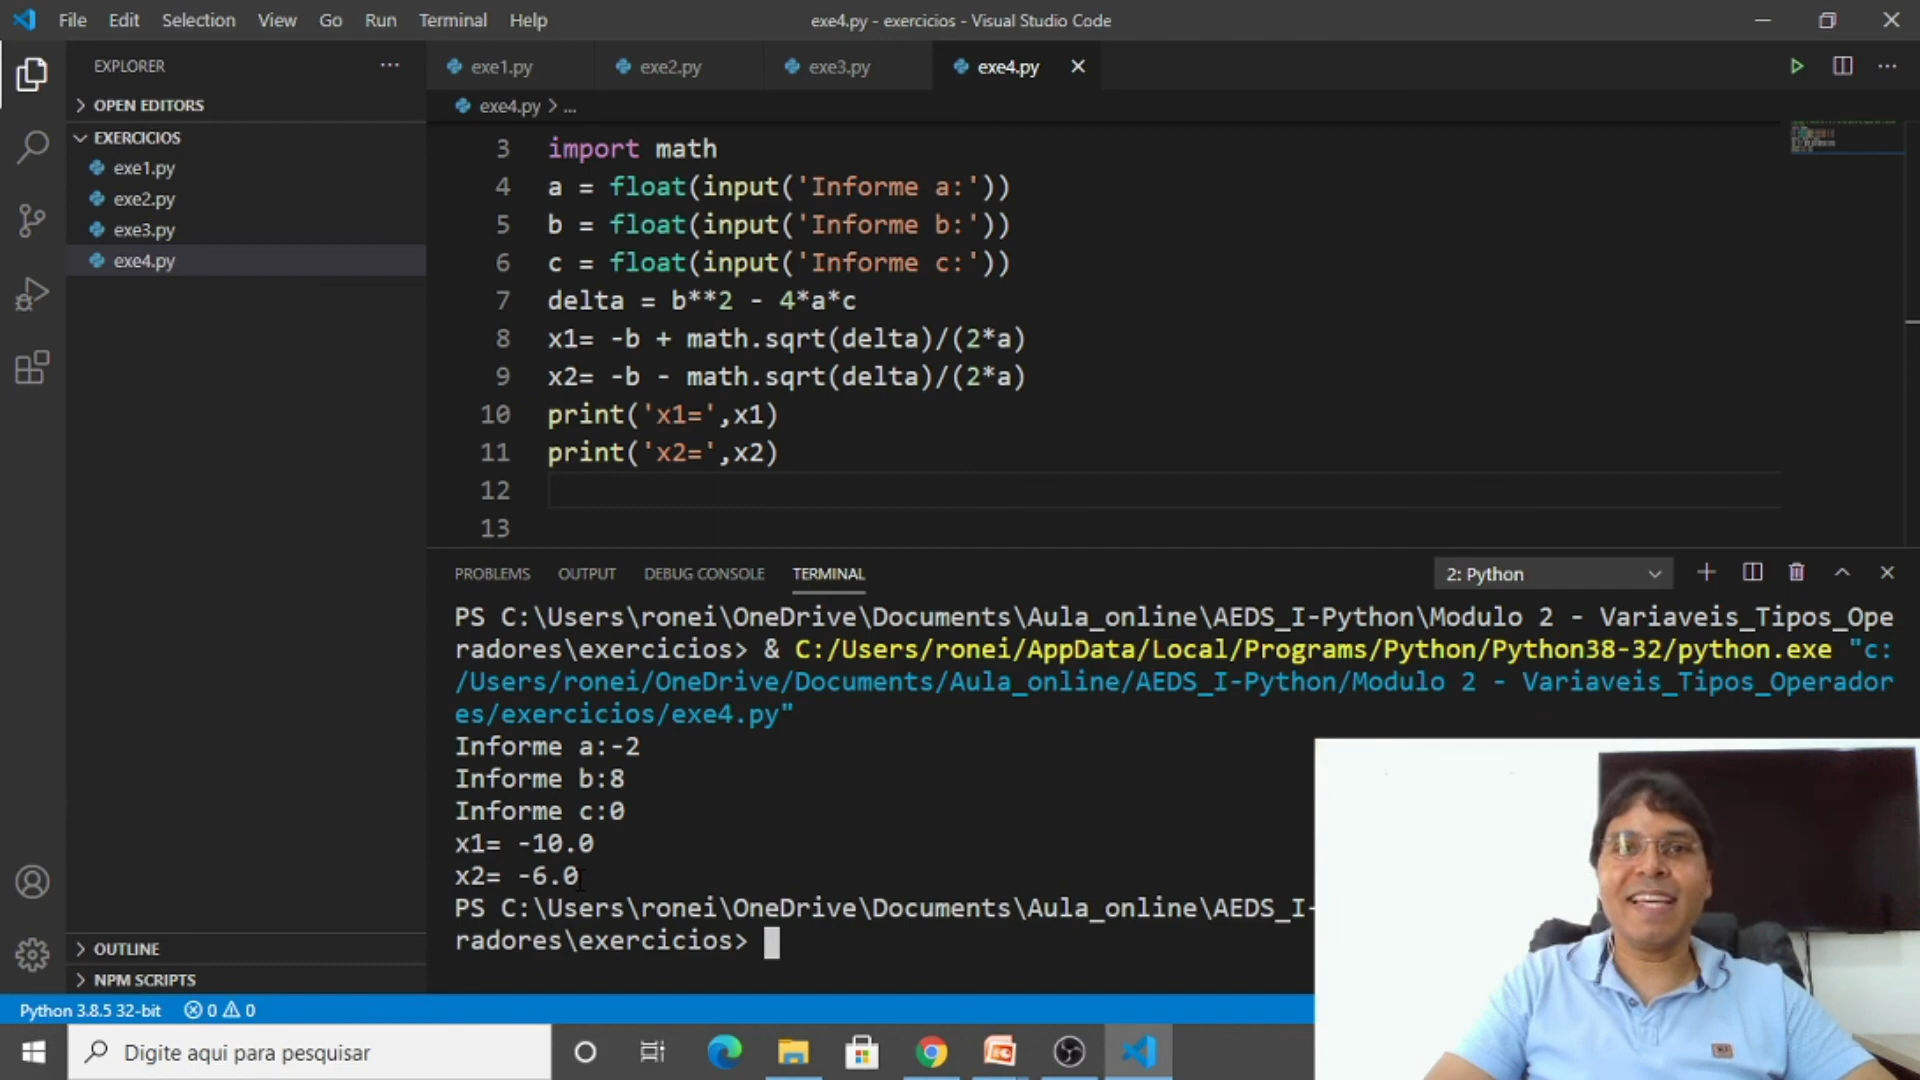 File Edit Selection View Go Run Terminal Help
exe4.py - exercicios - Visual Studio Code
EXPLORER
OPEN EDITORS
EXERCICIOS
exe1.py
exe2.py
exe3.py
exe4.py
OUTLINE
NPM SCRIPTS
exe1.py exe2.py exe3.py exe4.py
exe4.py > ...
3 import math
4 a = float(input('Informe a:'))
5 b = float(input('Informe b:'))
6 c = float(input('Informe c:'))
7 delta = b**2 - 4*a*c
8 x1= -b + math.sqrt(delta)/(2*a)
9 x2= -b - math.sqrt(delta)/(2*a)
10 print('x1=',x1)
11 print('x2=',x2)
12
13
PROBLEMS OUTPUT DEBUG CONSOLE TERMINAL
2: Python
PS C:\Users\ronei\OneDrive\Documents\Aula_online\AEDS_I-Python\Modulo 2 - Variaveis_Tipos_Ope
radores\exercicios> & C:/Users/ronei/AppData/Local/Programs/Python/Python38-32/python.exe "c:
/Users/ronei/OneDrive/Documents/Aula_online/AEDS_I-Python/Modulo 2 - Variaveis_Tipos_Operador
es/exercicios/exe4.py"
Informe a:-2
Informe b:8
Informe c:0
x1= -10.0
x2= -6.0
PS C:\Users\ronei\OneDrive\Documents\Aula_online\AEDS_I-
radores\exercicios>
Python 3.8.5 32-bit 0 0
Digite aqui para pesquisar